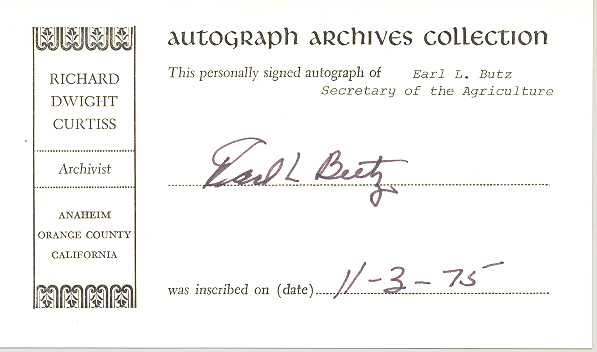 RICHARD
DWIGHT
CURTISS
Archivist
ANAHEIM
ORANGE COUNTY
CALIFORNIA
autograph archives collection
This personally signed autograph of Earl L. Butz
Secretary of the Agriculture
Earl L Butz
was inscribed on (date) 11-3-75